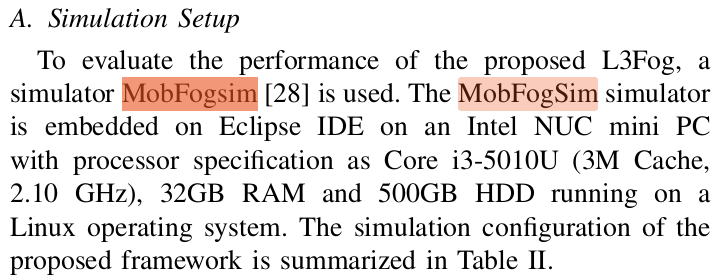 A. Simulation Setup
To evaluate the performance of the proposed L3Fog, a
simulator MobFogsim [28] is used. The MobFogSim simulator
is embedded on Eclipse IDE on an Intel NUC mini PC
with processor specification as Core i3-5010U (3M Cache,
2.10 GHz), 32GB RAM and 500GB HDD running on a
Linux operating system. The simulation configuration of the
proposed framework is summarized in Table II.